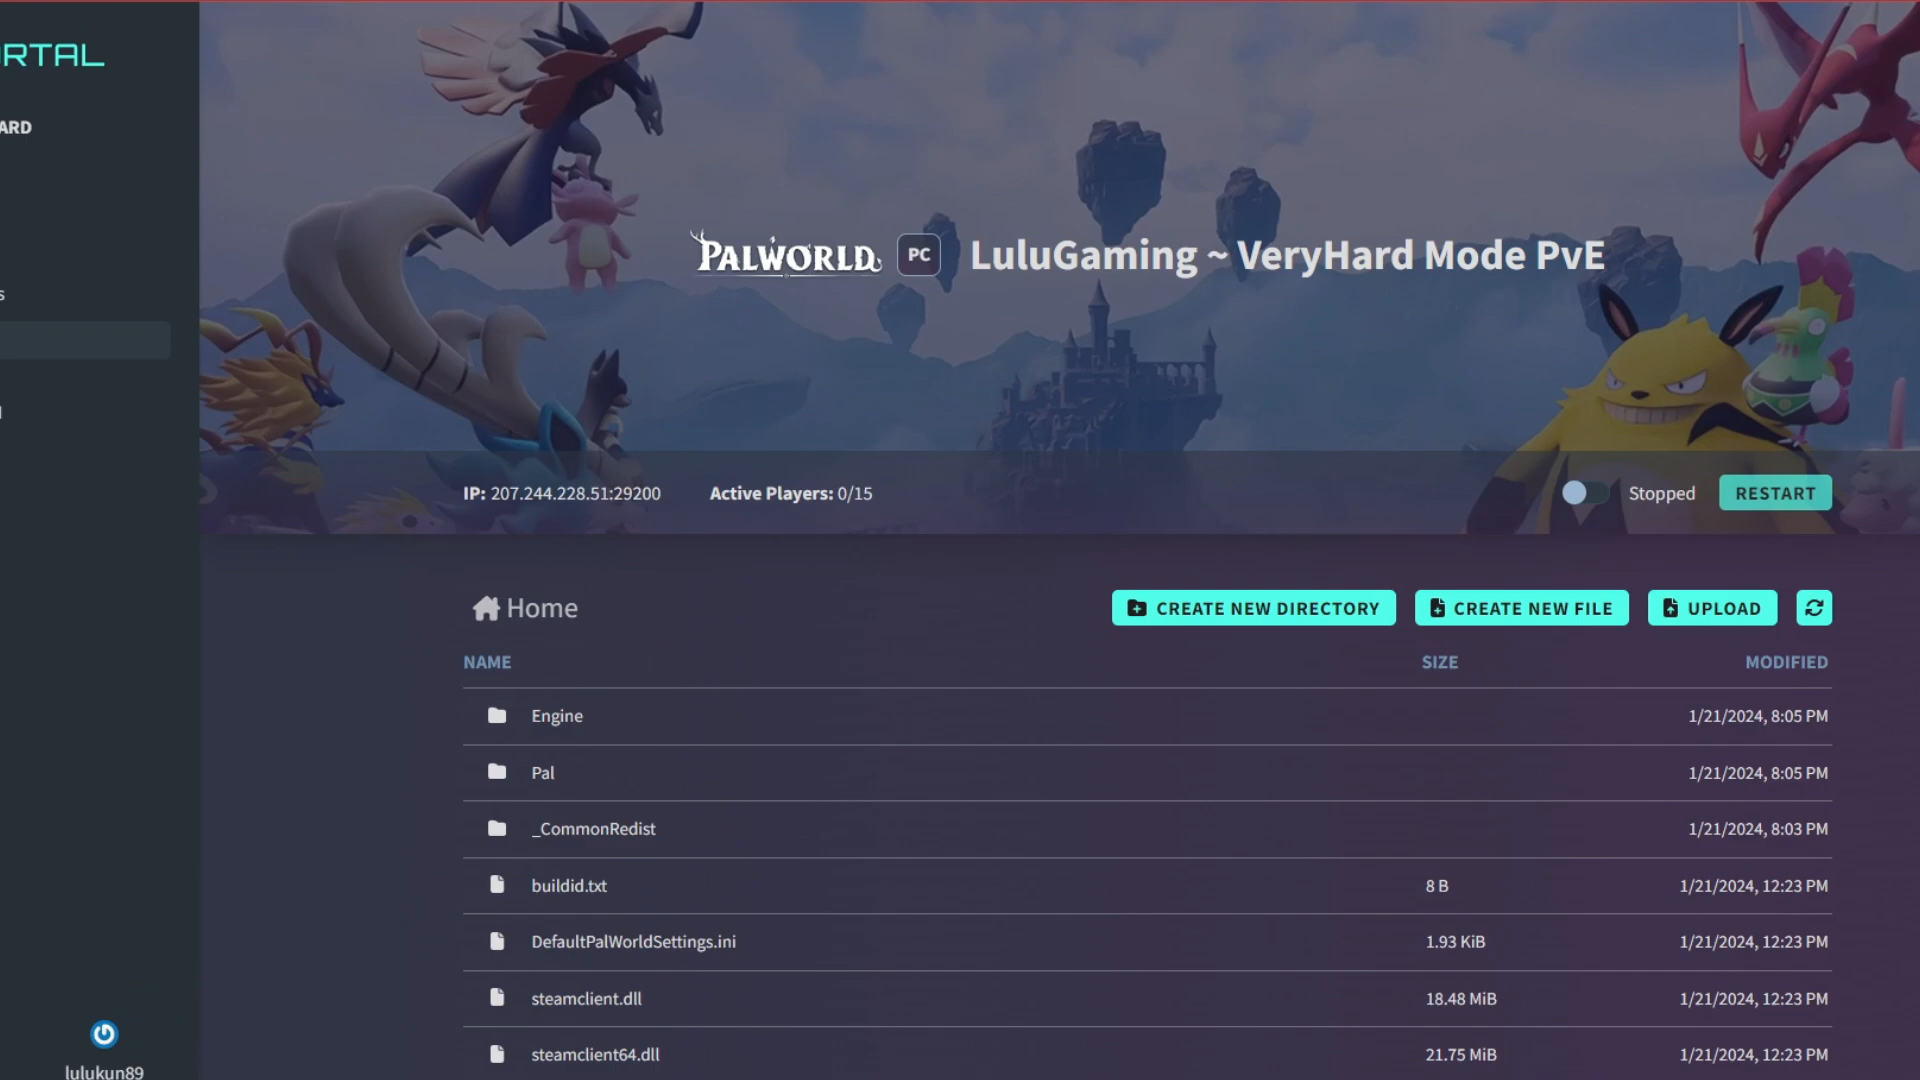 RTAL
ARD
s
PALWORLD PC LuluGaming ~ VeryHard Mode PvE
IP: 207.244.228.51:29200 Active Players: 0/15 Stopped RESTART
Home CREATE NEW DIRECTORY CREATE NEW FILE UPLOAD
NAME SIZE MODIFIED
Engine 1/21/2024, 8:05 PM
Pal 1/21/2024, 8:05 PM
_CommonRedist 1/21/2024, 8:03 PM
buildid.txt 8 B 1/21/2024, 12:23 PM
DefaultPalWorldSettings.ini 1.93 KiB 1/21/2024, 12:23 PM
steamclient.dll 18.48 MiB 1/21/2024, 12:23 PM
steamclient64.dll 21.75 MiB 1/21/2024, 12:23 PM
lulukun89